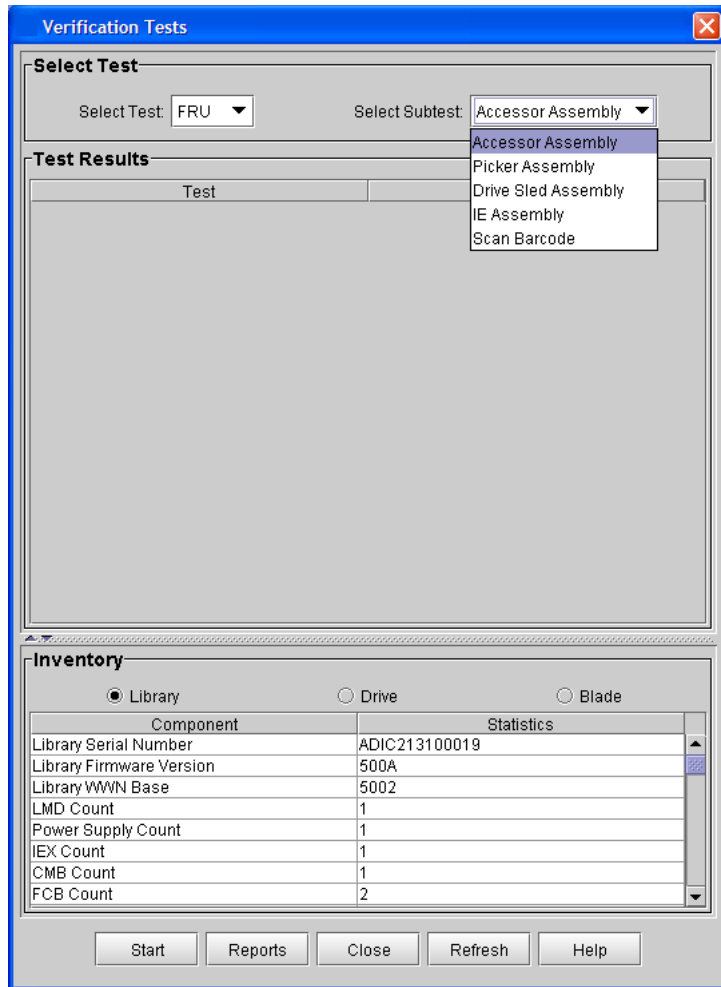 Verification Tests
Select Test
Select Test: FRU Select Subtest: Accessor Assembly
Accessor Assembly
Picker Assembly
Drive Sled Assembly
IE Assembly
Scan Barcode
Test Results
Test
Inventory
Library Drive Blade
Component Statistics
Library Serial Number ADIC213100019
Library Firmware Version 500A
Library WWN Base 5002
LMD Count 1
Power Supply Count 1
IEX Count 1
CMB Count 1
FCB Count 2
Start Reports Close Refresh Help